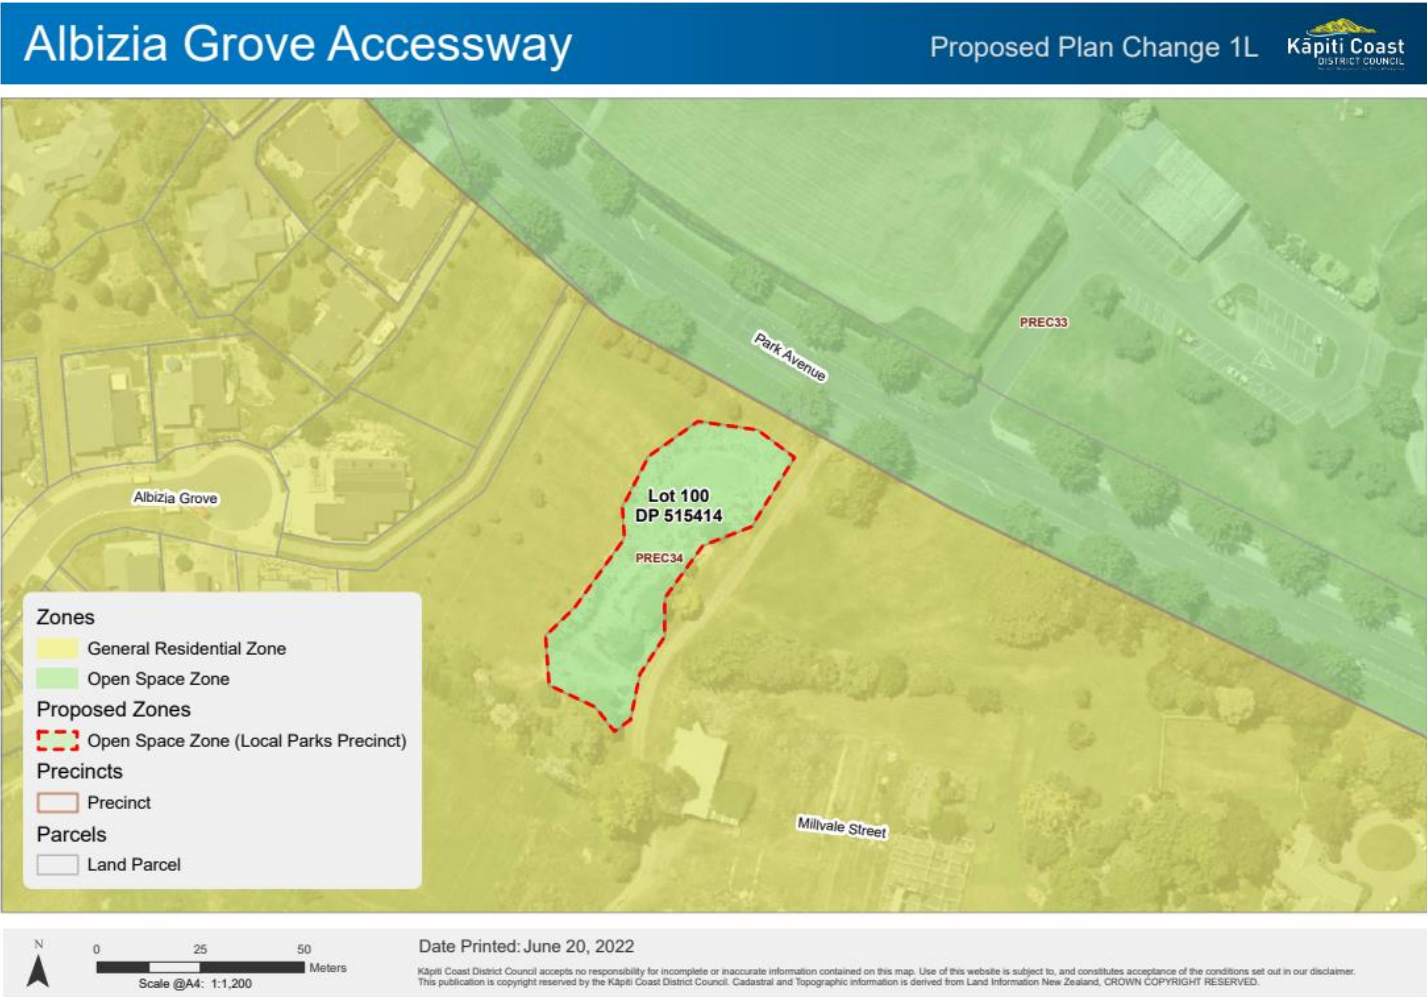 Albizia Grove Accessway
Proposed Plan Change 1L
Kāpiti Coast
DISTRICT COUNCIL
PREC33
Park Avenue
Albizia Grove
Lot 100
DP 515414
PREC34
Millvale Street
Zones
General Residential Zone
Open Space Zone
Proposed Zones
Open Space Zone (Local Parks Precinct)
Precincts
Precinct
Parcels
Land Parcel
N
0 25 50
Meters
Scale @A4: 1:1,200
Date Printed: June 20, 2022
Kāpiti Coast District Council accepts no responsibility for incomplete or inaccurate information contained on this map. Use of this website is subject to, and constitutes acceptance of the conditions set out in our disclaimer.
This publication is copyright reserved by the Kāpiti Coast District Council. Cadastral and Topographic information is derived from Land Information New Zealand, CROWN COPYRIGHT RESERVED.